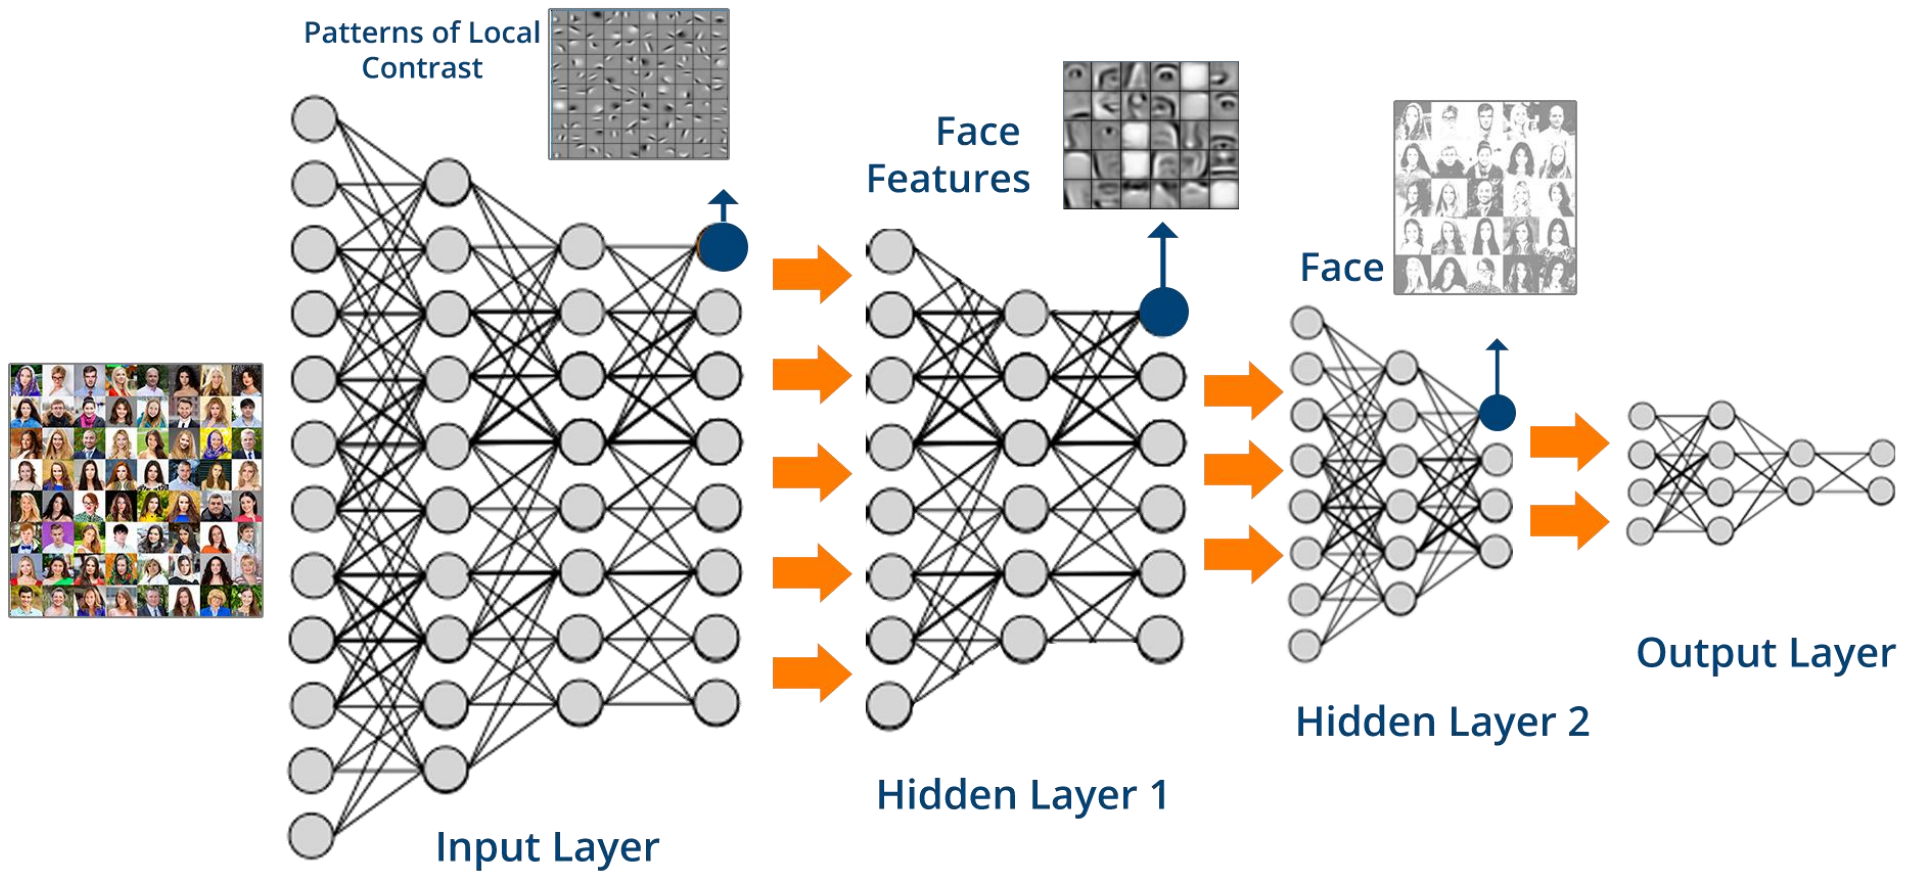 Patterns of Local
Contrast
Face
Features
Face
Input Layer
Hidden Layer 1
Hidden Layer 2
Output Layer